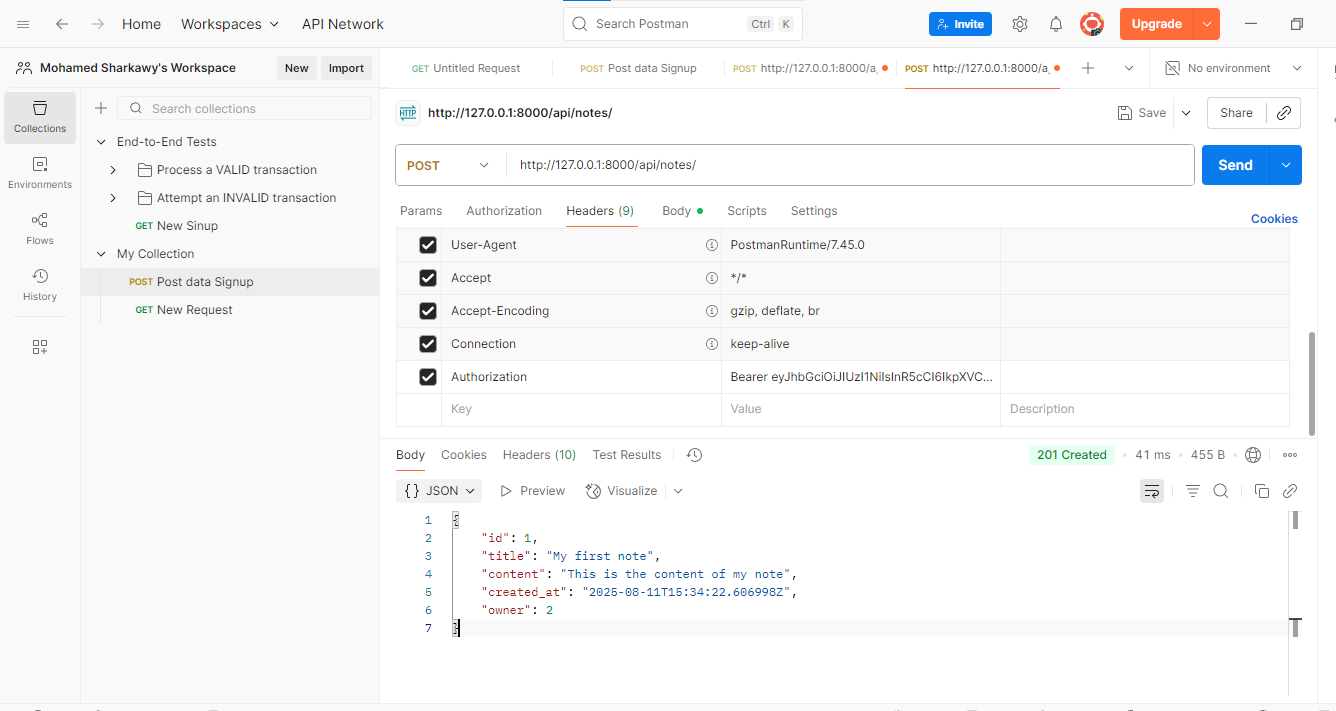 Home Workspaces API Network Search Postman Ctrl K Invite Upgrade
Mohamed Sharkawy's Workspace New Import GET Untitled Request POST Post data Signup POST http://127.0.0.1:8000/a POST http://127.0.0.1:8000/a No environment
Collections
Environments
Flows
History
Search collections
End-to-End Tests
Process a VALID transaction
Attempt an INVALID transaction
GET New Sinup
My Collection
POST Post data Signup
GET New Request
HTTP http://127.0.0.1:8000/api/notes/ Save Share
POST http://127.0.0.1:8000/api/notes/ Send
Params Authorization Headers (9) Body Scripts Settings Cookies
User-Agent PostmanRuntime/7.45.0
Accept */*
Accept-Encoding gzip, deflate, br
Connection keep-alive
Authorization Bearer eyJhbGciOiJIUzI1NiIsInR5cCI6IkpXVC...
Key Value Description
Body Cookies Headers (10) Test Results 201 Created 41 ms 455 B
{} JSON Preview Visualize
1 {
2 "id": 1,
3 "title": "My first note",
4 "content": "This is the content of my note",
5 "created_at": "2025-08-11T15:34:22.606998Z",
6 "owner": 2
7 }